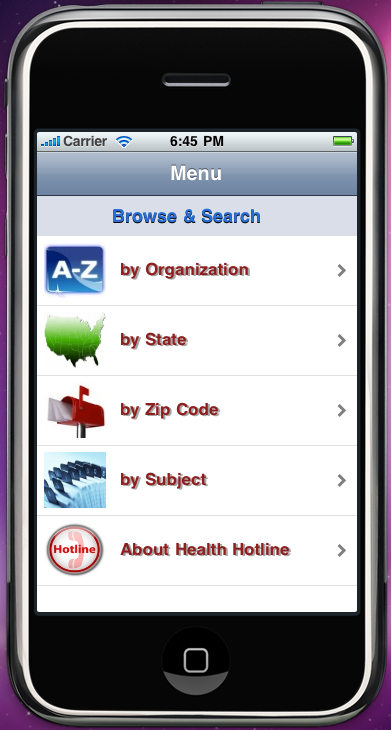 Carrier 6:45 PM
Menu
Browse & Search
A-Z by Organization
by State
by Zip Code
by Subject
Hotline About Health Hotline